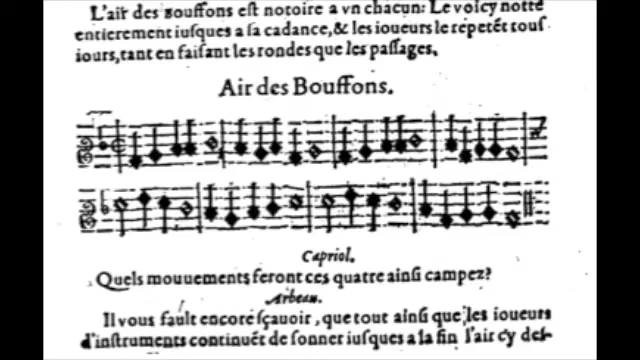 L'air des bouffons est notoire a vn chacun: Le voicy notté
entierement iusques a sa cadance, & les ioueurs le repetēt tous
iours, tant en faisant les rondes que les passages.
Air des Bouffons.
Capriol.
Quels mouuements feront ces quatre ainsi campez?
Arbeau.
Il vous fault encore sçauoir, que tout ainsi que les ioueurs
d'instruments continuēt de sonner iusques a la fin l'air cy des-